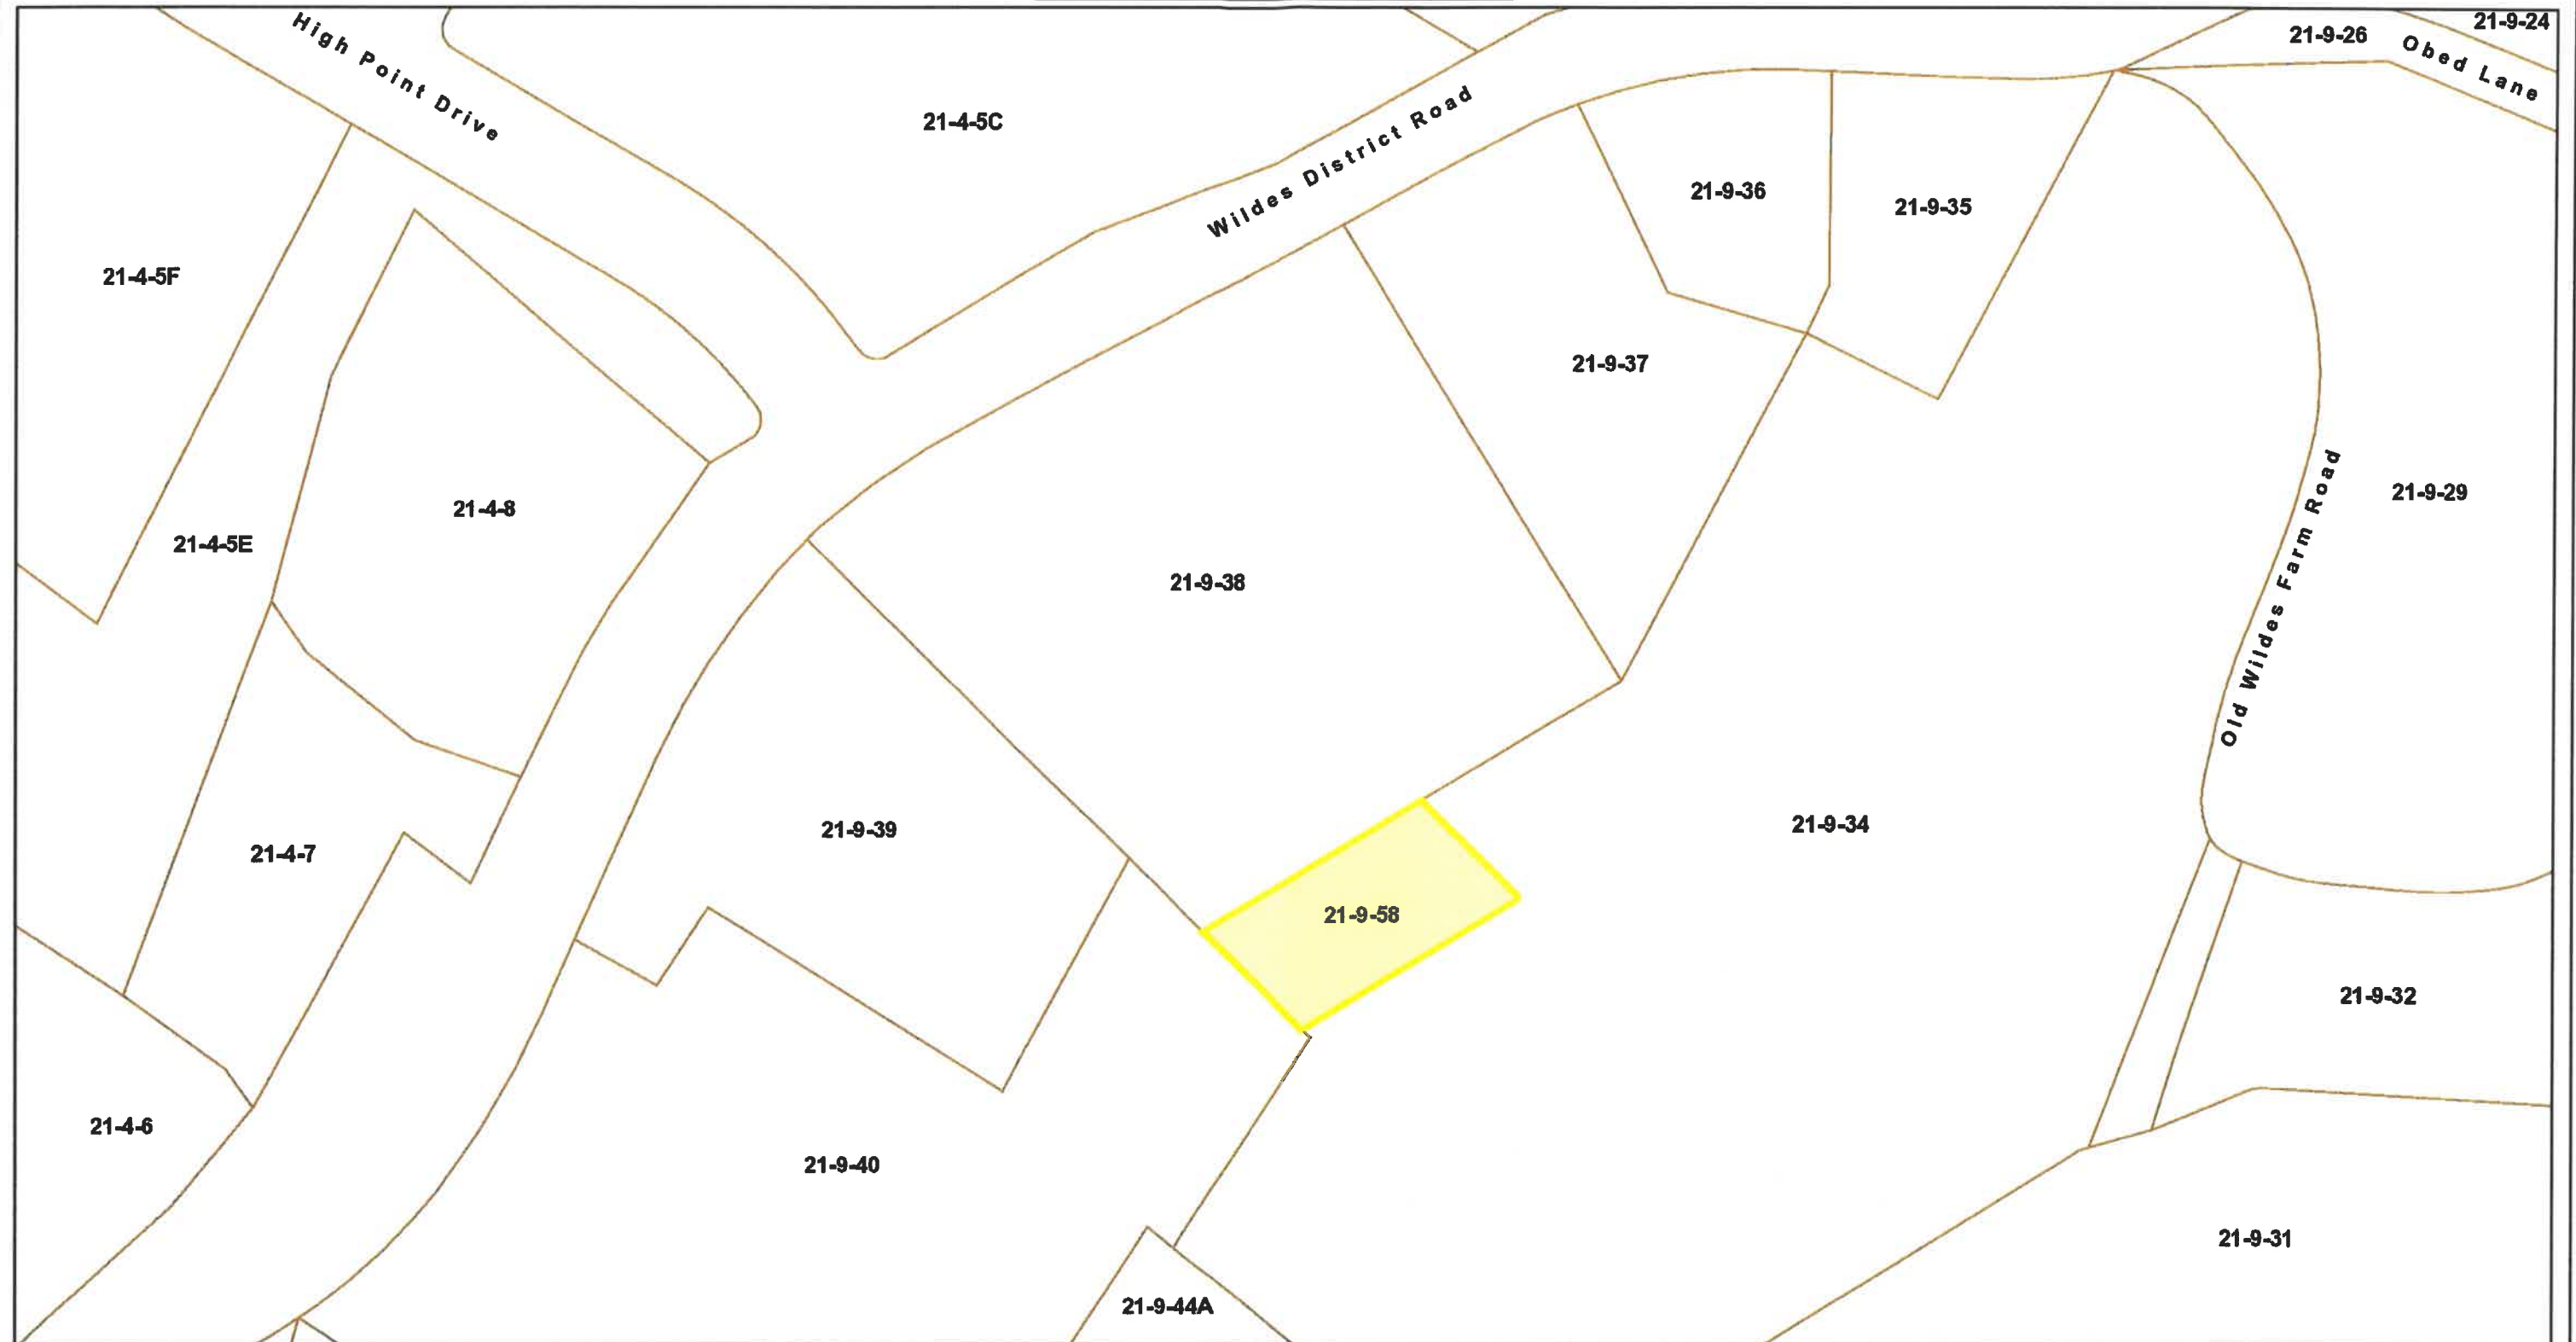 High Point Drive
21-9-24
21-9-26
Obed Lane
21-4-5C
Wildes District Road
21-9-36
21-9-35
21-4-5F
21-9-37
21-9-29
21-4-8
21-4-5E
21-9-38
Old Wildes Farm Road
21-9-39
21-9-34
21-4-7
21-9-58
21-9-32
21-4-6
21-9-40
21-9-31
21-9-44A